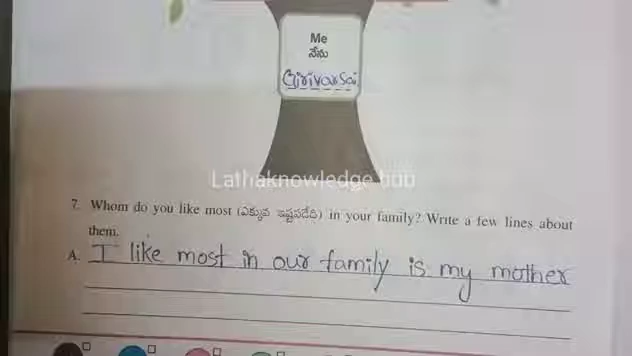 Me
నేను
Girivarsai
Lathaknowledge hub
7. Whom do you like most (ఎక్కువ ఇష్టపడేది) in your family? Write a few lines about
them.
A. I like most in our family is my mother